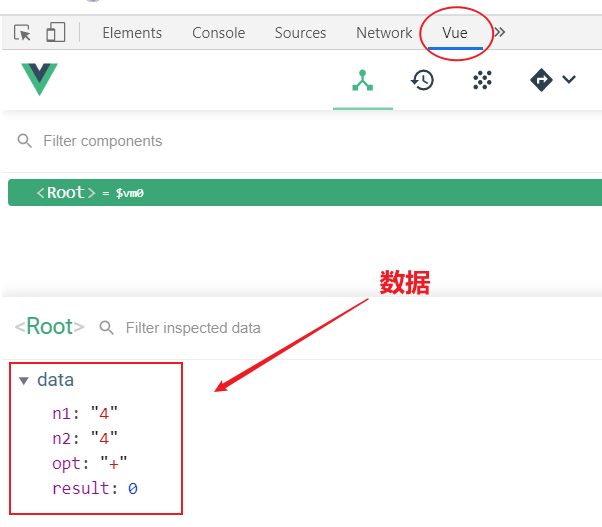 Elements Console Sources Network Vue »
Filter components
<Root> = $vm0
数据
<Root> Filter inspected data
▼ data
n1: "4"
n2: "4"
opt: "+"
result: 0